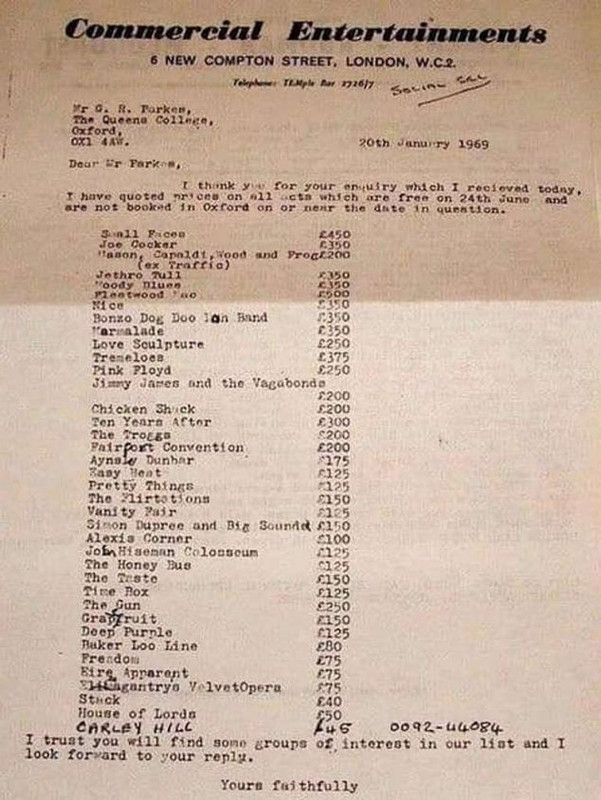 Commercial Entertainments
6 NEW COMPTON STREET, LONDON, W.C.2.
Telephone: TEMple Bar 1726/7
SOCIAL SEC
Mr G. R. Farkes,
The Queens College,
Oxford,
OX1 4AW.
20th January 1969
Dear Mr Farkes,
I thank you for your enquiry which I recieved today,
I have quoted prices on all acts which are free on 24th June and
are not booked in Oxford on or near the date in question.
Small Faces £450
Joe Cocker £350
Mason, Capaldi,Wood and Frog£200
(ex Traffic)
Jethro Tull £350
Moody Blues £350
Fleetwood Mac £500
Nice £350
Bonzo Dog Doo Dah Band £350
Marmalade £350
Love Sculpture £250
Tremeloes £375
Pink Floyd £250
Jimmy James and the Vagabonds
£200
Chicken Shack £200
Ten Years After £300
The Troggs £200
Fairport Convention £200
Aynsly Dunbar £175
Easy Beat £125
Pretty Things £125
The Flirtations £150
Vanity Fair £125
Simon Dupree and Big Sound £150
Alexis Corner £100
John Hiseman Colosseum £125
The Honey Bus £125
The Taste £150
Time Box £125
The Gun £250
Grapfruit £150
Deep Purple £125
Baker Loo Line £80
Freedom £75
Eire Apparent £75
VelvetOpera £75
Stack £40
House of Lords £50
CARLEY HILL £45 0092-44084
I trust you will find some groups of interest in our list and I
look forward to your reply.
Yours faithfully